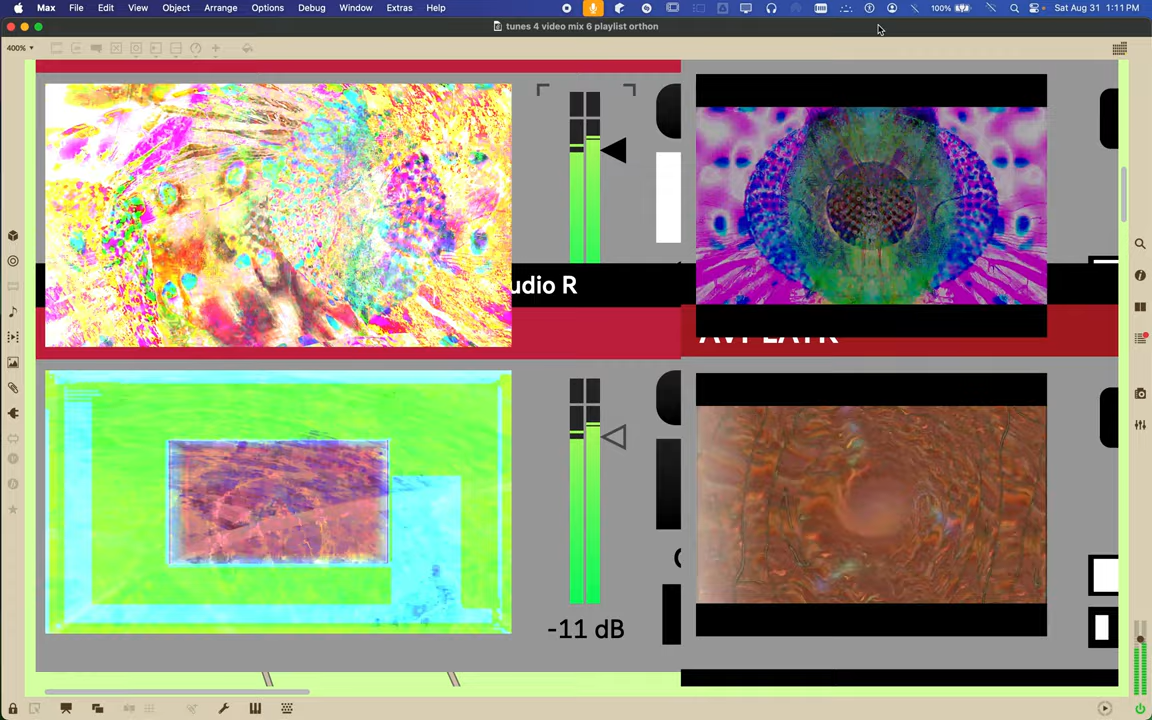 Max File Edit View Object Arrange Options Debug Window Extras Help 100% Sat Aug 31 1:11 PM
tunes 4 video mix 6 playlist orthon
400%
udio R
-11 dB